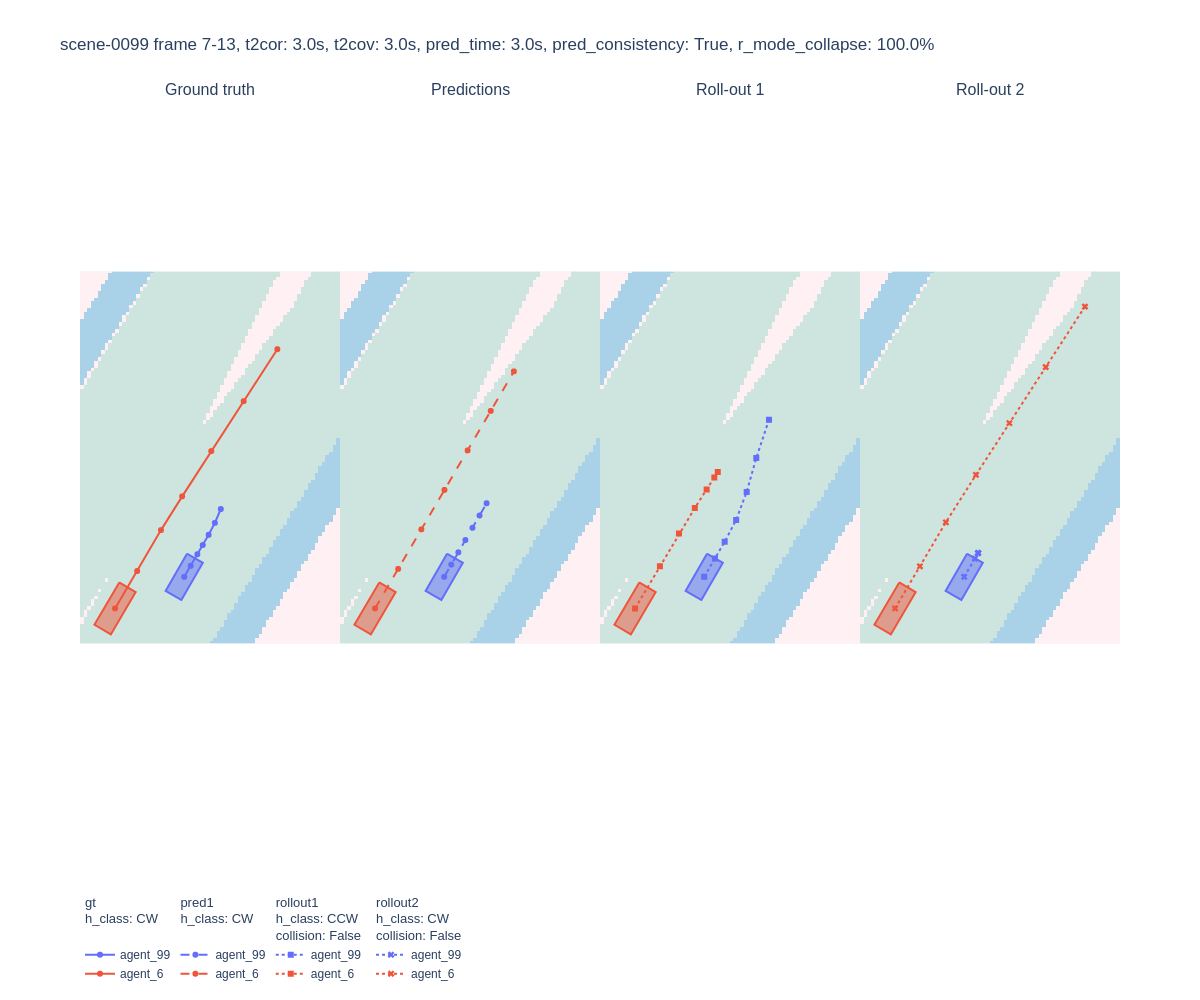 scene-0099 frame 7-13, t2cor: 3.0s, t2cov: 3.0s, pred_time: 3.0s, pred_consistency: True, r_mode_collapse: 100.0%
Ground truth
Predictions
Roll-out 1
Roll-out 2
gt
h_class: CW
agent_99
agent_6
pred1
h_class: CW
agent_99
agent_6
rollout1
h_class: CCW
collision: False
agent_99
agent_6
rollout2
h_class: CW
collision: False
agent_99
agent_6